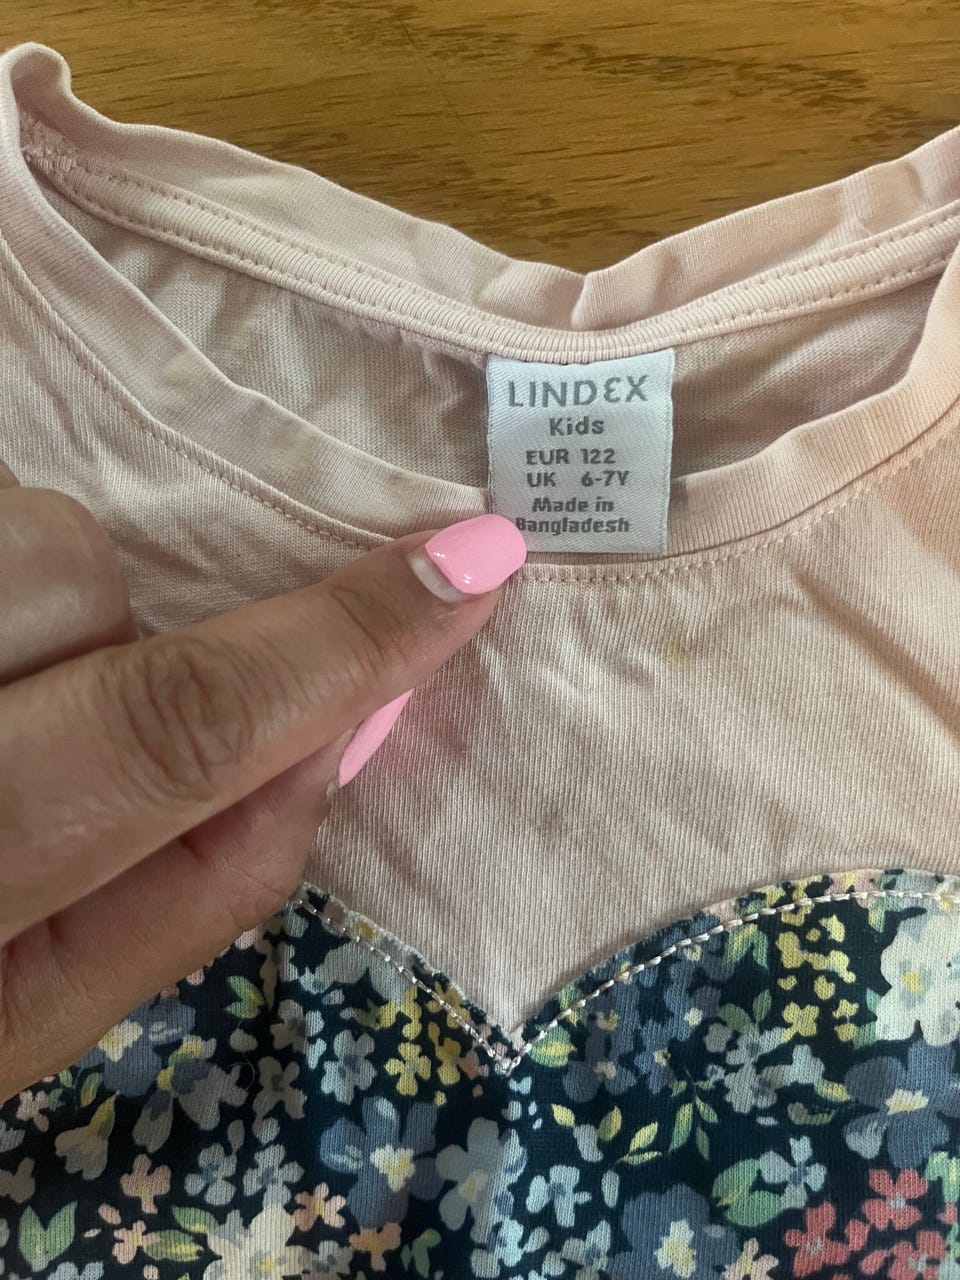 LINDEX
Kids
EUR 122
UK 6-7Y
Made in
Bangladesh